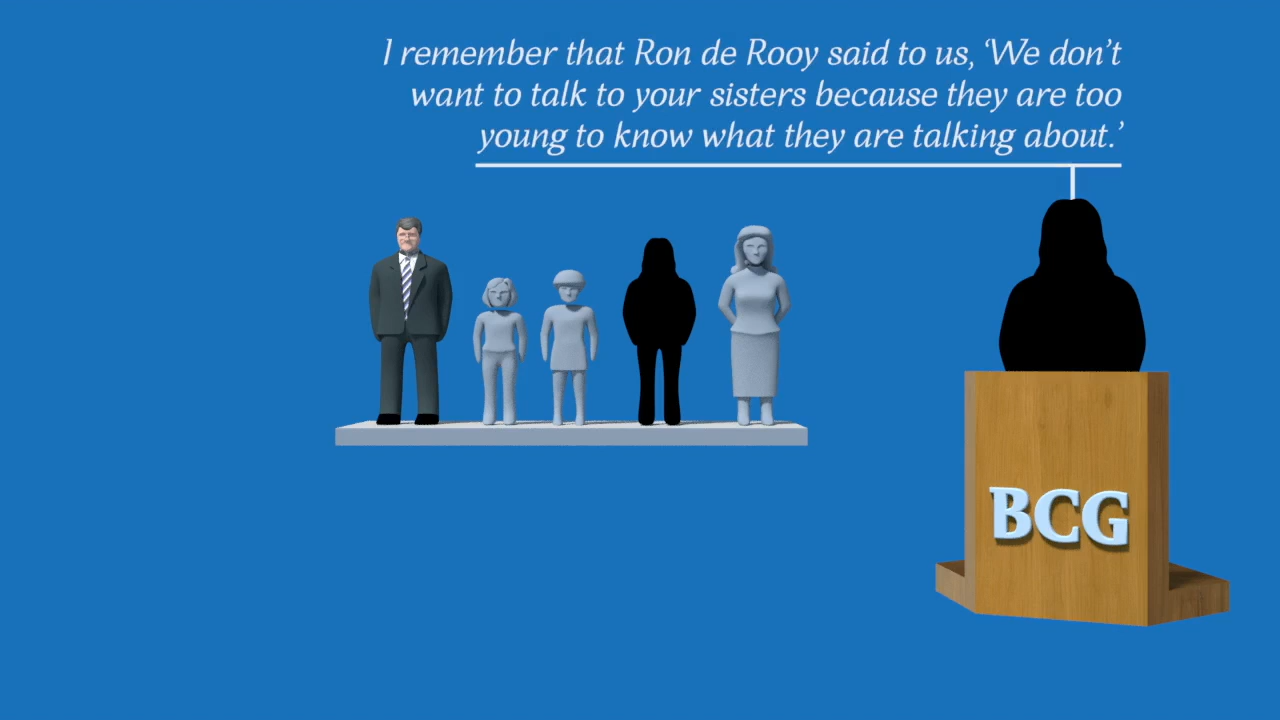 I remember that Ron de Rooy said to us, ‘We don’t
want to talk to your sisters because they are too
young to know what they are talking about.’
BCG